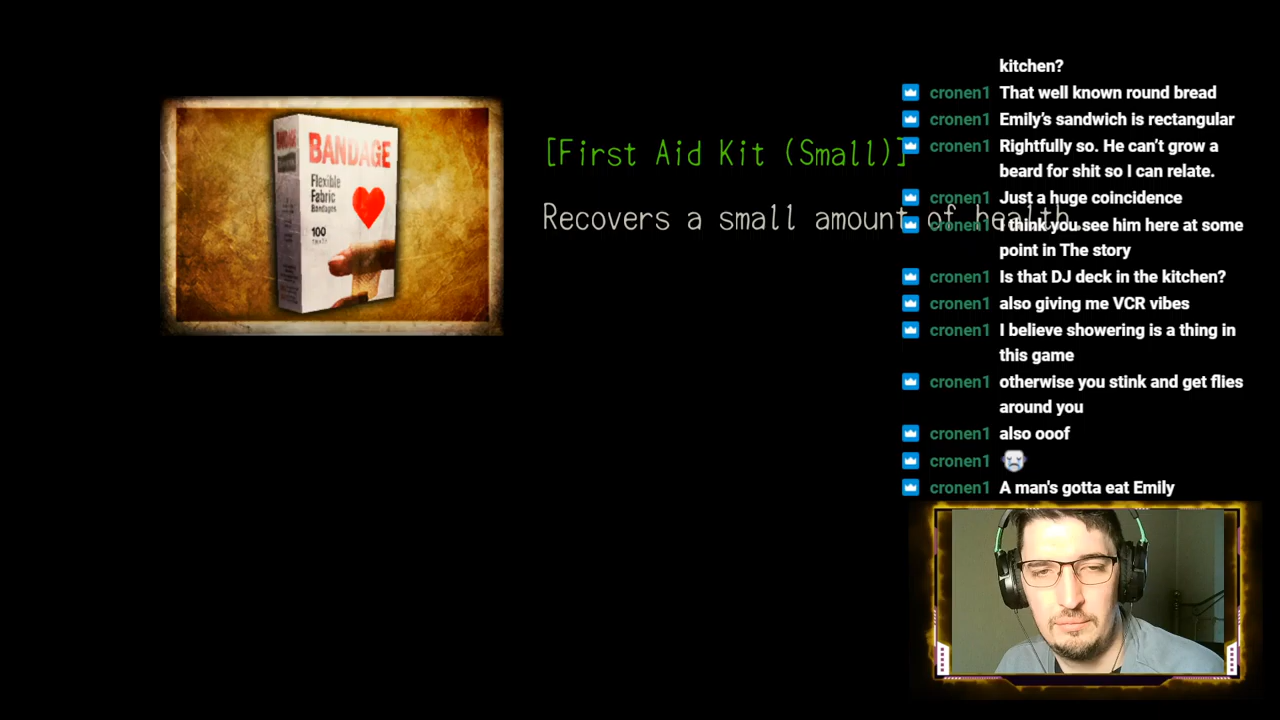 BANDAGE
Flexible
Fabric
Bandages
100
[First Aid Kit (Small)]
Recovers a small amount of health.
kitchen?
cronen1 That well known round bread
cronen1 Emily's sandwich is rectangular
cronen1 Rightfully so. He can't grow a
beard for shit so I can relate.
cronen1 Just a huge coincidence
cronen1 I think you see him here at some
point in The story
cronen1 Is that DJ deck in the kitchen?
cronen1 also giving me VCR vibes
cronen1 I believe showering is a thing in
this game
cronen1 otherwise you stink and get flies
around you
cronen1 also ooof
cronen1
cronen1 A man's gotta eat Emily